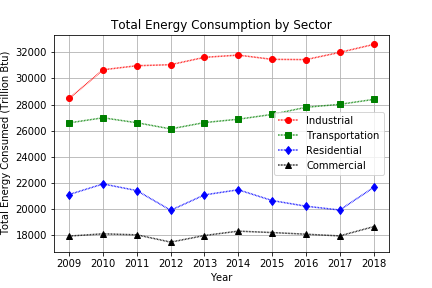 Total Energy Consumption by Sector
Total Energy Consumed (Trillion Btu)
32000
30000
28000
26000
24000
22000
20000
18000
Industrial
Transportation
Residential
Commercial
2009 2010 2011 2012 2013 2014 2015 2016 2017 2018
Year